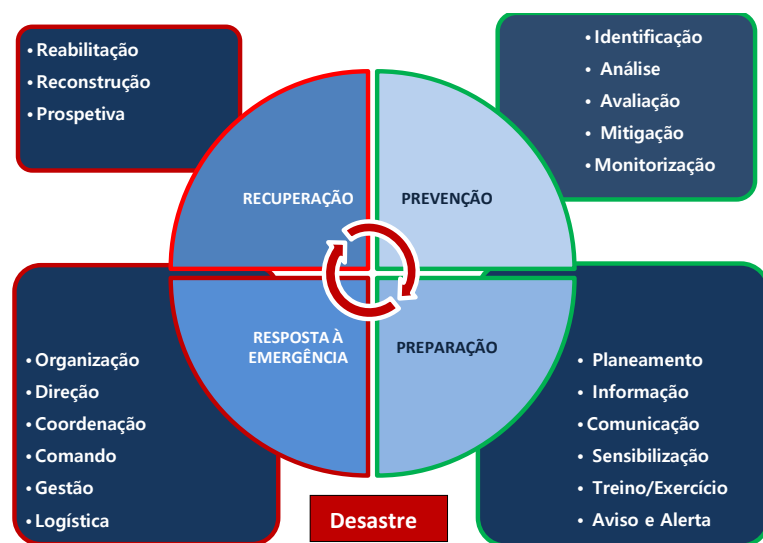 • Reabilitação
• Reconstrução
• Prospetiva
• Identificação
• Análise
• Avaliação
• Mitigação
• Monitorização
RECUPERAÇÃO
PREVENÇÃO
RESPOSTA À
EMERGÊNCIA
PREPARAÇÃO
• Organização
• Direção
• Coordenação
• Comando
• Gestão
• Logística
• Planeamento
• Informação
• Comunicação
• Sensibilização
• Treino/Exercício
• Aviso e Alerta
Desastre